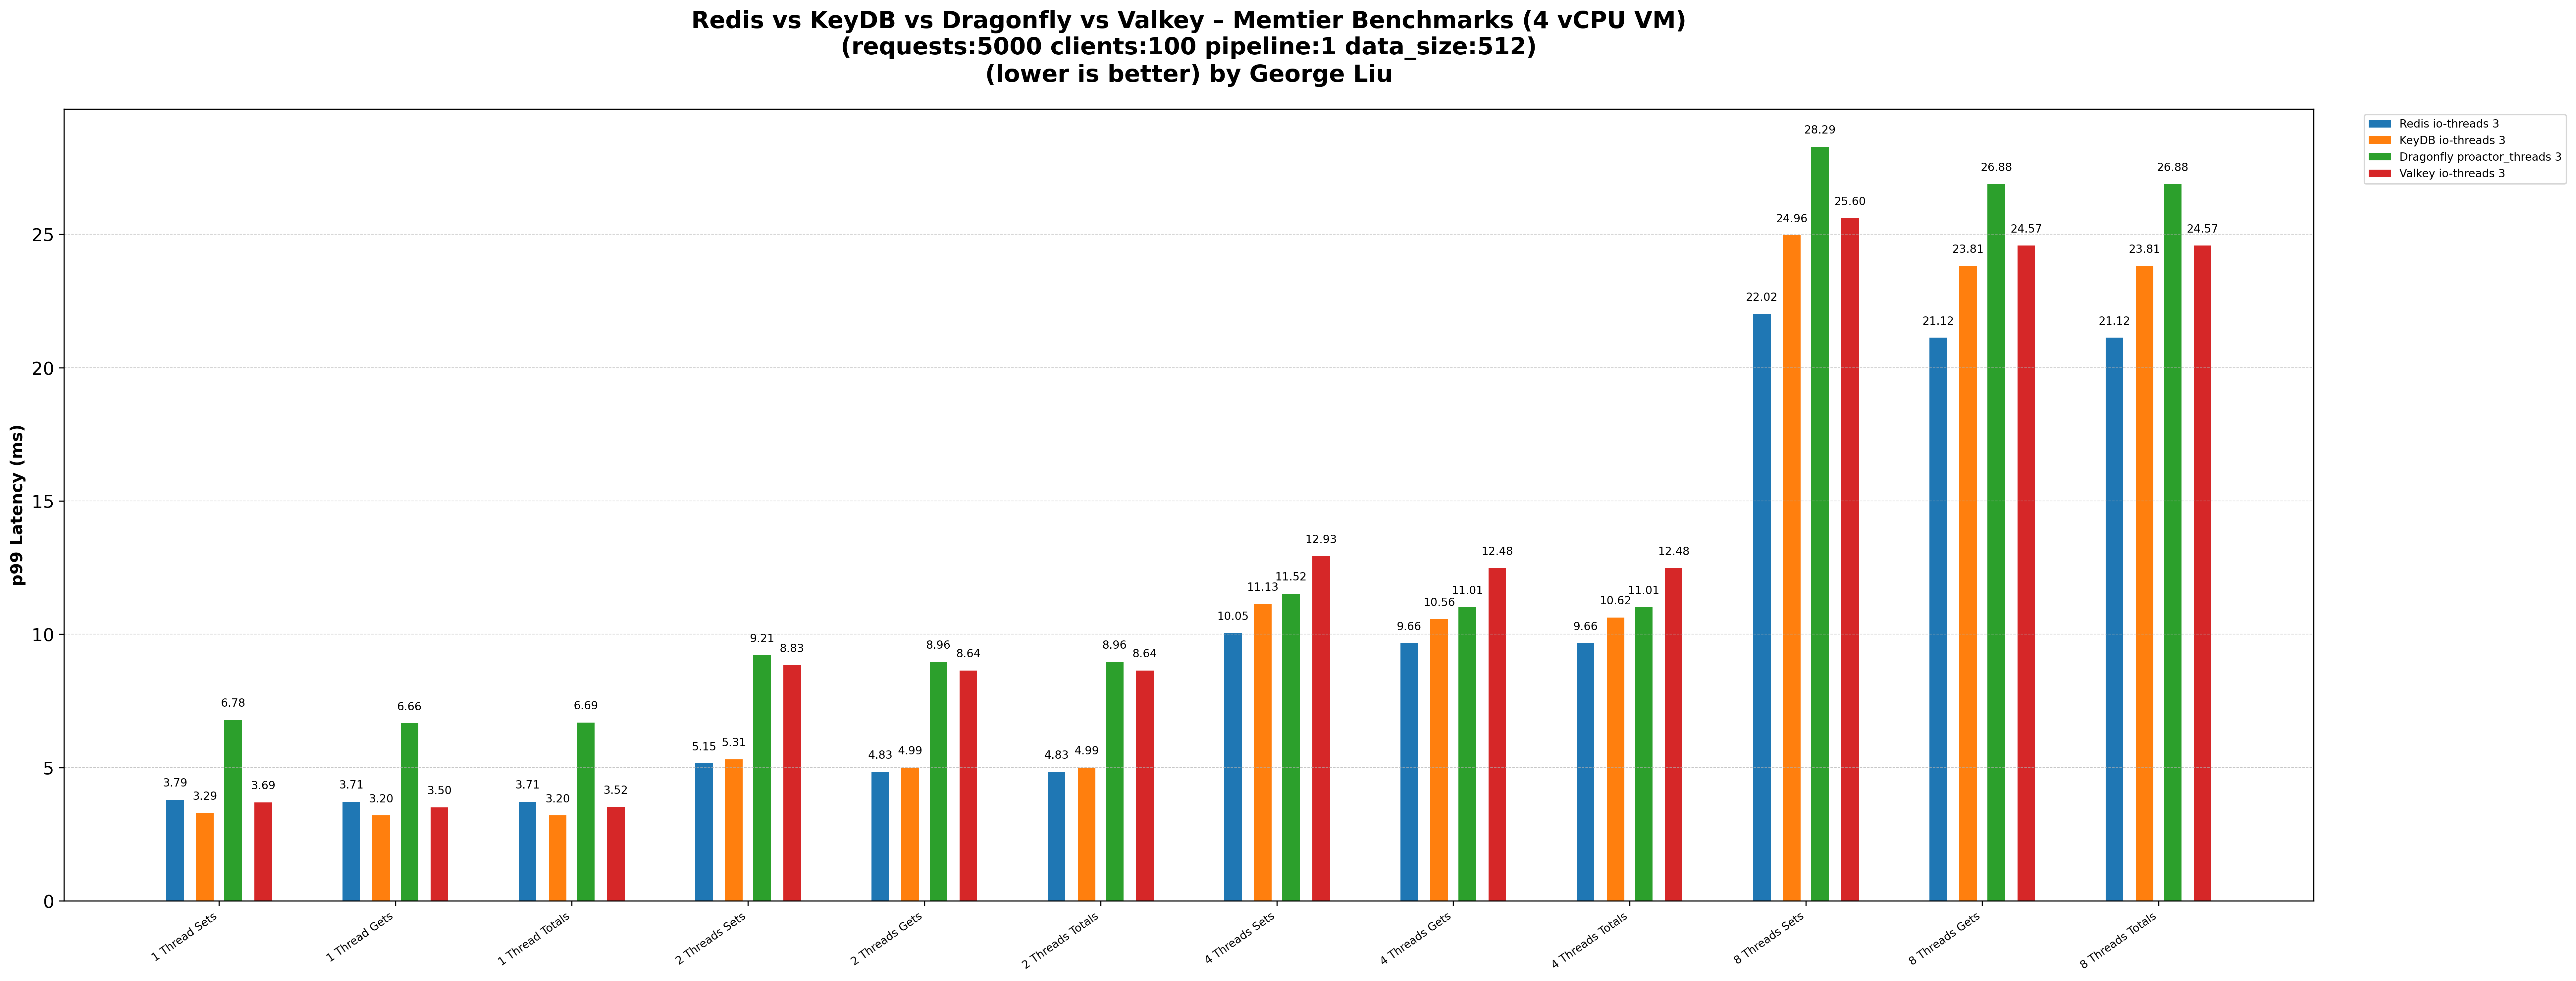 Redis vs KeyDB vs Dragonfly vs Valkey – Memtier Benchmarks (4 vCPU VM)
(requests:5000 clients:100 pipeline:1 data_size:512)
(lower is better) by George Liu
Redis io-threads 3
KeyDB io-threads 3
Dragonfly proactor_threads 3
Valkey io-threads 3
p99 Latency (ms)
25
20
15
10
5
0
3.79
3.29
6.78
3.69
3.71
3.20
6.66
3.50
3.71
3.20
6.69
3.52
5.15
5.31
9.21
8.83
4.83
4.99
8.96
8.64
4.83
4.99
8.96
8.64
10.05
11.13
11.52
12.93
9.66
10.56
11.01
12.48
9.66
10.62
11.01
12.48
22.02
24.96
28.29
25.60
21.12
23.81
26.88
24.57
21.12
23.81
26.88
24.57
1 Thread Sets
1 Thread Gets
1 Thread Totals
2 Threads Sets
2 Threads Gets
2 Threads Totals
4 Threads Sets
4 Threads Gets
4 Threads Totals
8 Threads Sets
8 Threads Gets
8 Threads Totals